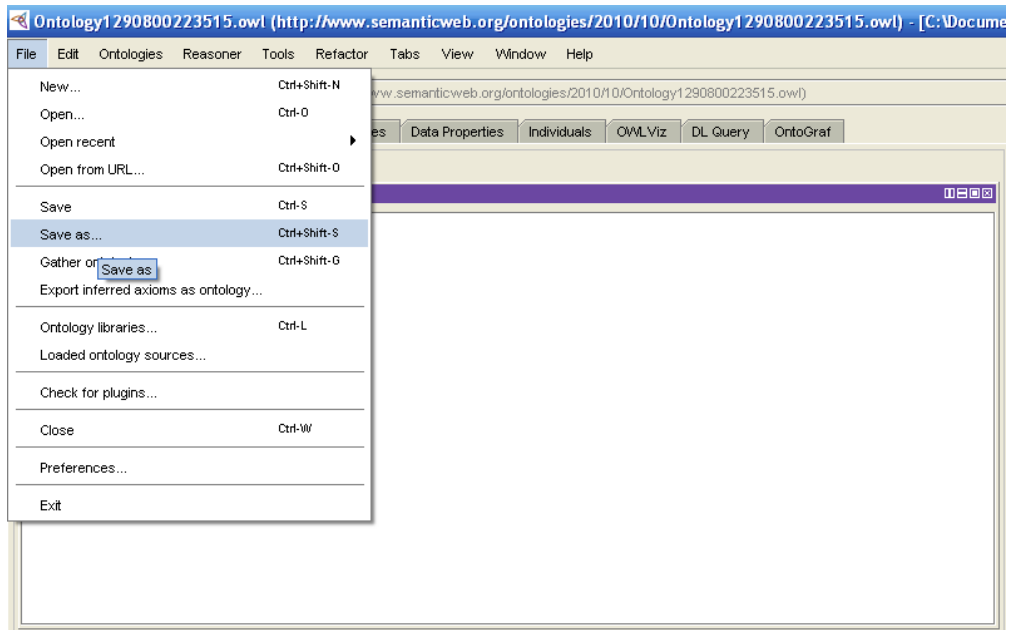 Ontology1290800223515.owl (http://www.semanticweb.org/ontologies/2010/10/Ontology1290800223515.owl) - [C:\Docume
File Edit Ontologies Reasoner Tools Refactor Tabs View Window Help
.semanticweb.org/ontologies/2010/10/Ontology1290800223515.owl)
es Data Properties Individuals OWLViz DL Query OntoGraf
New... Ctrl+Shift-N
Open... Ctrl-O
Open recent
Open from URL... Ctrl+Shift-O
Save Ctrl-S
Save as... Ctrl+Shift-S
Gather Ctrl+Shift-G
Save as
Export inferred axioms as ontology...
Ontology libraries... Ctrl-L
Loaded ontology sources...
Check for plugins...
Close Ctrl-W
Preferences...
Exit